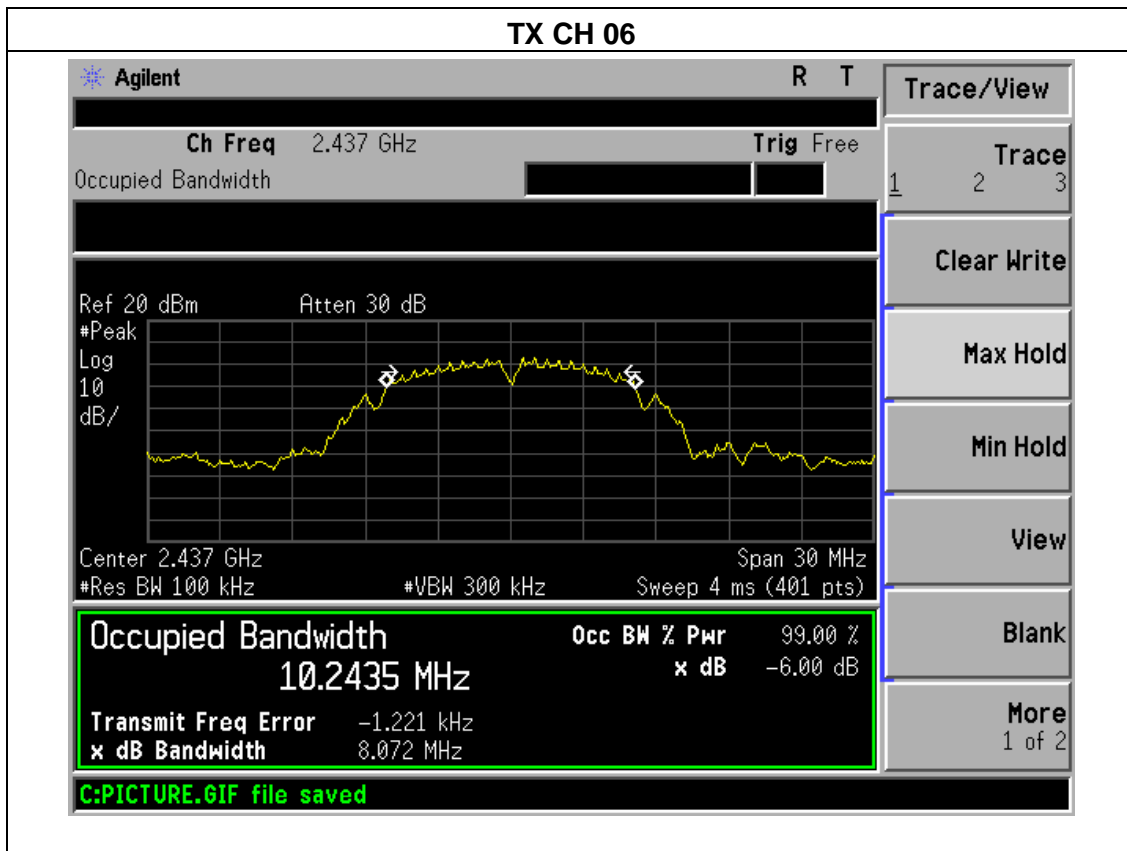 TX CH 06
Agilent R T
Trace/View
Ch Freq 2.437 GHz Trig Free
Occupied Bandwidth
Trace
1 2 3
Clear Write
Ref 20 dBm Atten 30 dB
#Peak
Log
10
dB/
Max Hold
Min Hold
Center 2.437 GHz Span 30 MHz
#Res BW 100 kHz #VBW 300 kHz Sweep 4 ms (401 pts)
View
Occupied Bandwidth Occ BW % Pwr 99.00 %
10.2435 MHz x dB -6.00 dB
Blank
Transmit Freq Error -1.221 kHz
x dB Bandwidth 8.072 MHz
More
1 of 2
C:PICTURE.GIF file saved